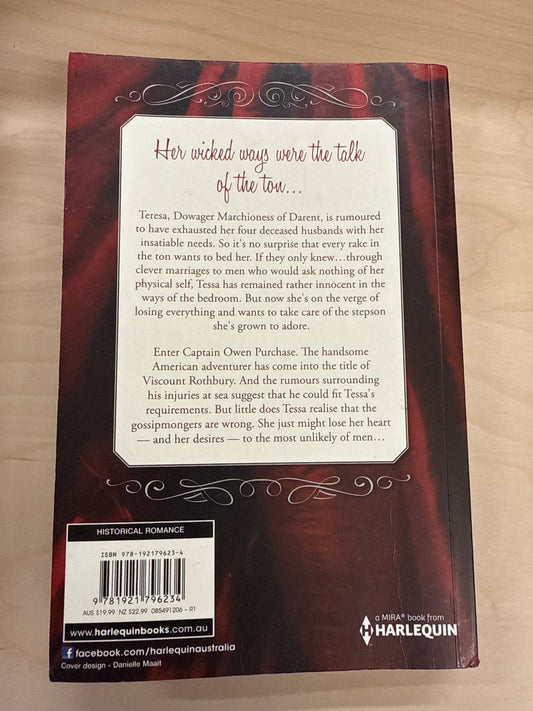 Her wicked ways were the talk
of the ton...
Teresa, Dowager Marchioness of Darent, is rumoured
to have exhausted her four deceased husbands with her
insatiable needs. So it's no surprise that every rake in
the ton wants to bed her. If they only knew...through
clever marriages to men who would ask nothing of her
physical self, Tessa has remained rather innocent in the
ways of the bedroom. But now she's on the verge of
losing everything and wants to take care of the stepson
she's grown to adore.
Enter Captain Owen Purchase. The handsome
American adventurer has come into the title of
Viscount Rothbury. And the rumours surrounding
his injuries at sea suggest that he could fit Tessa's
requirements. But little does Tessa realise that the
gossipmongers are wrong. She just might lose her heart
— and her desires — to the most unlikely of men...
HISTORICAL ROMANCE
ISBN 978-192179623-4
9 781921 796234
AUS $19.99 NZ $22.99 085491206 – R1
www.harlequinbooks.com.au
facebook.com/harlequinaustralia
Cover design - Danielle Maait
a MIRA® book from
HARLEQUIN™